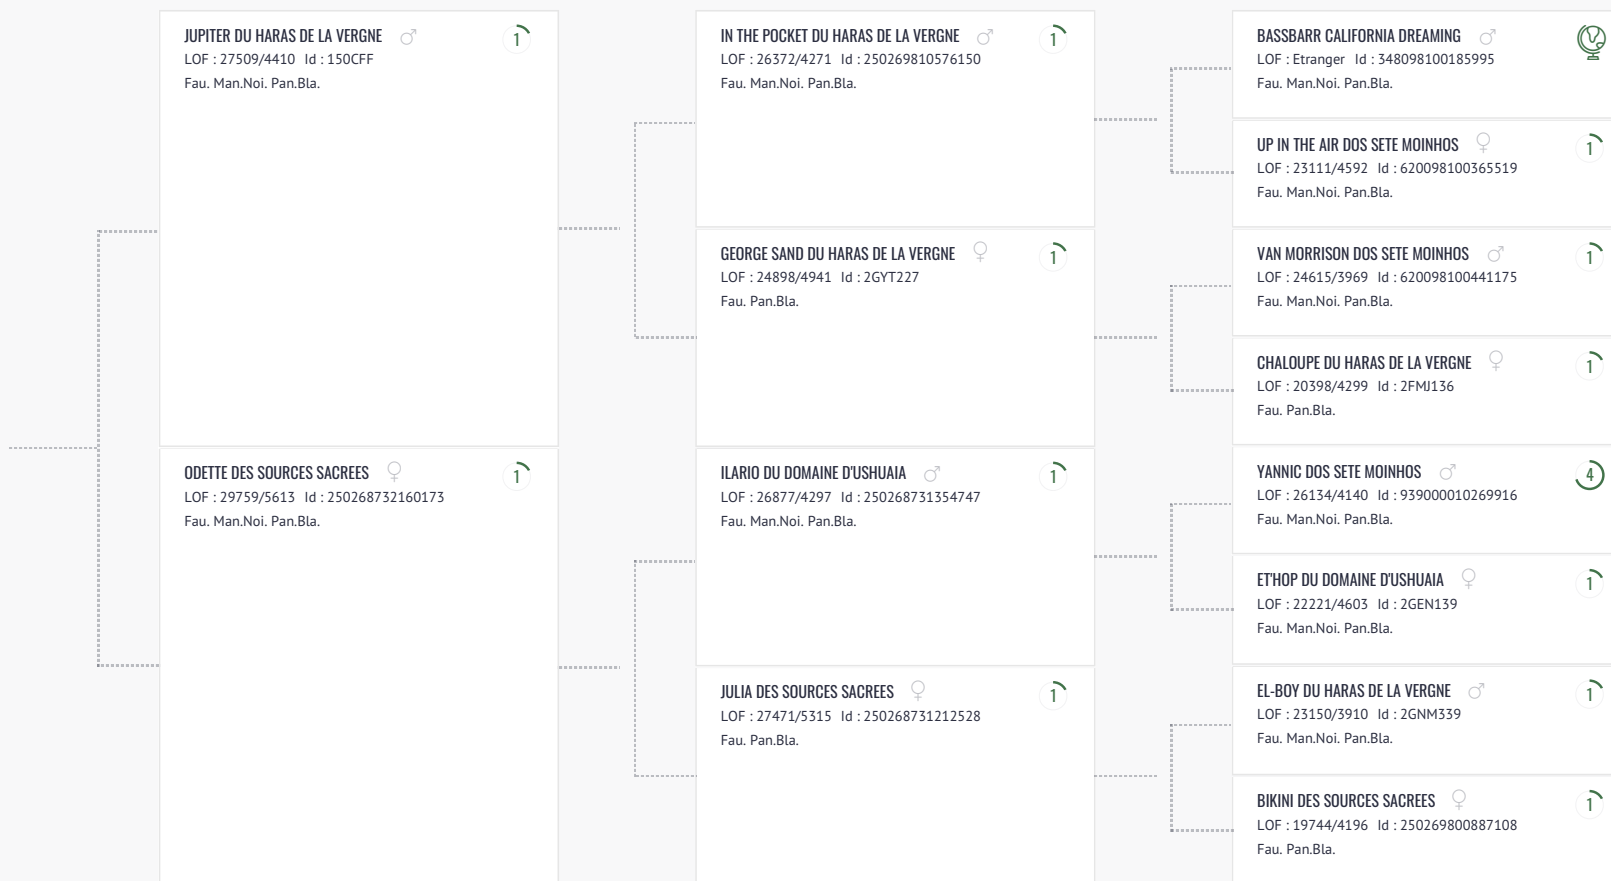 JUPITER DU HARAS DE LA VERGNE
1
LOF : 27509/4410 Id : 150CFF
Fau. Man.Noi. Pan.Bla.
ODETTE DES SOURCES SACREES
1
LOF : 29759/5613 Id : 250268732160173
Fau. Man.Noi. Pan.Bla.
IN THE POCKET DU HARAS DE LA VERGNE
1
LOF : 26372/4271 Id : 250269810576150
Fau. Man.Noi. Pan.Bla.
GEORGE SAND DU HARAS DE LA VERGNE
1
LOF : 24898/4941 Id : 2GYT227
Fau. Pan.Bla.
ILARIO DU DOMAINE D'USHUAIA
1
LOF : 26877/4297 Id : 250268731354747
Fau. Man.Noi. Pan.Bla.
JULIA DES SOURCES SACREES
1
LOF : 27471/5315 Id : 250268731212528
Fau. Pan.Bla.
BASSBARR CALIFORNIA DREAMING
LOF : Etranger Id : 348098100185995
Fau. Man.Noi. Pan.Bla.
UP IN THE AIR DOS SETE MOINHOS
1
LOF : 23111/4592 Id : 620098100365519
Fau. Man.Noi. Pan.Bla.
VAN MORRISON DOS SETE MOINHOS
1
LOF : 24615/3969 Id : 620098100441175
Fau. Man.Noi. Pan.Bla.
CHALOUPE DU HARAS DE LA VERGNE
1
LOF : 20398/4299 Id : 2FMJ136
Fau. Pan.Bla.
YANNIC DOS SETE MOINHOS
4
LOF : 26134/4140 Id : 939000010269916
Fau. Man.Noi. Pan.Bla.
ET'HOP DU DOMAINE D'USHUAIA
1
LOF : 22221/4603 Id : 2GEN139
Fau. Man.Noi. Pan.Bla.
EL-BOY DU HARAS DE LA VERGNE
1
LOF : 23150/3910 Id : 2GNM339
Fau. Man.Noi. Pan.Bla.
BIKINI DES SOURCES SACREES
1
LOF : 19744/4196 Id : 250269800887108
Fau. Pan.Bla.